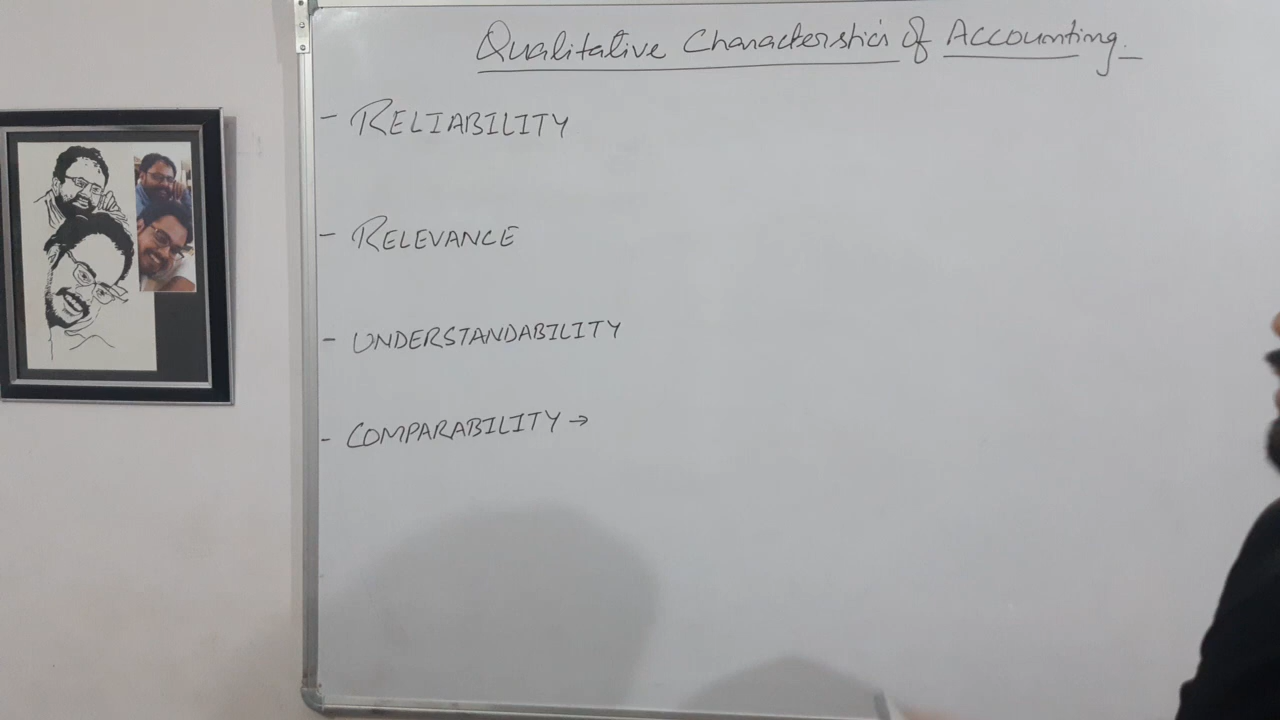 Qualitative Characteristics of Accounting.
- RELIABILITY
- RELEVANCE
- UNDERSTANDABILITY
- COMPARABILITY →